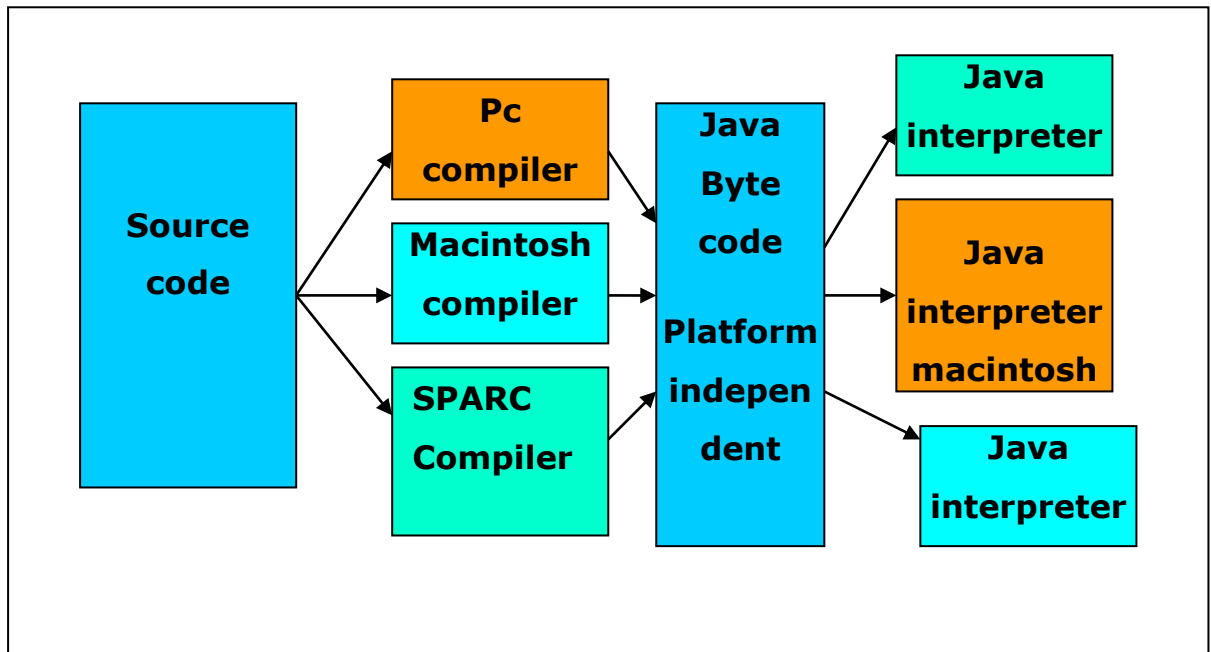 Source
code
Pc
compiler
Macintosh
compiler
SPARC
Compiler
Java
Byte
code
Platform
indepen
dent
Java
interpreter
Java
interpreter
macintosh
Java
interpreter